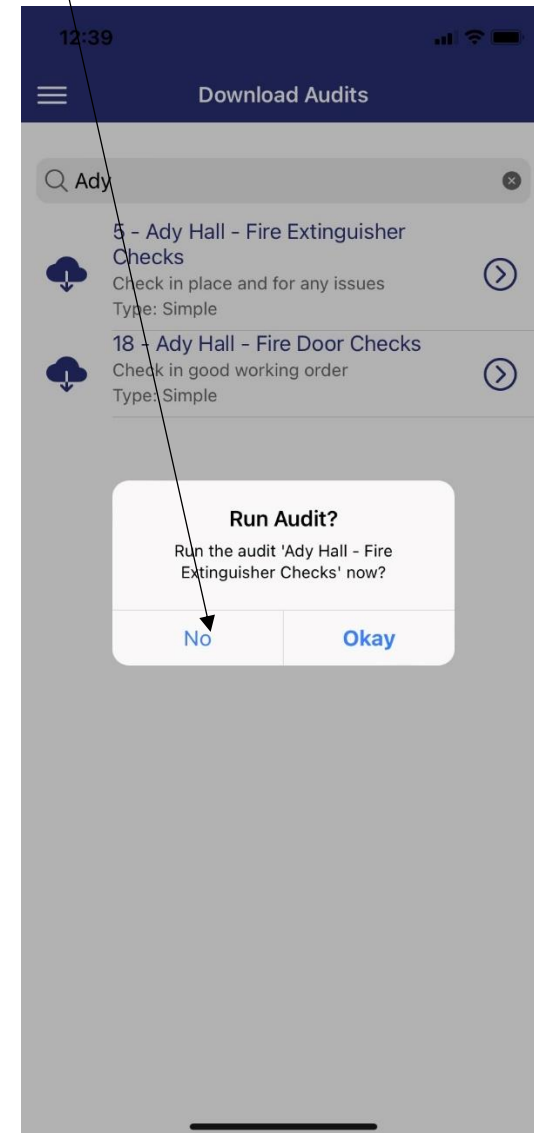 12:39
Download Audits
Ady
5 - Ady Hall - Fire Extinguisher
Checks
Check in place and for any issues
Type: Simple
18 - Ady Hall - Fire Door Checks
Check in good working order
Type: Simple
Run Audit?
Run the audit 'Ady Hall - Fire
Extinguisher Checks' now?
No
Okay